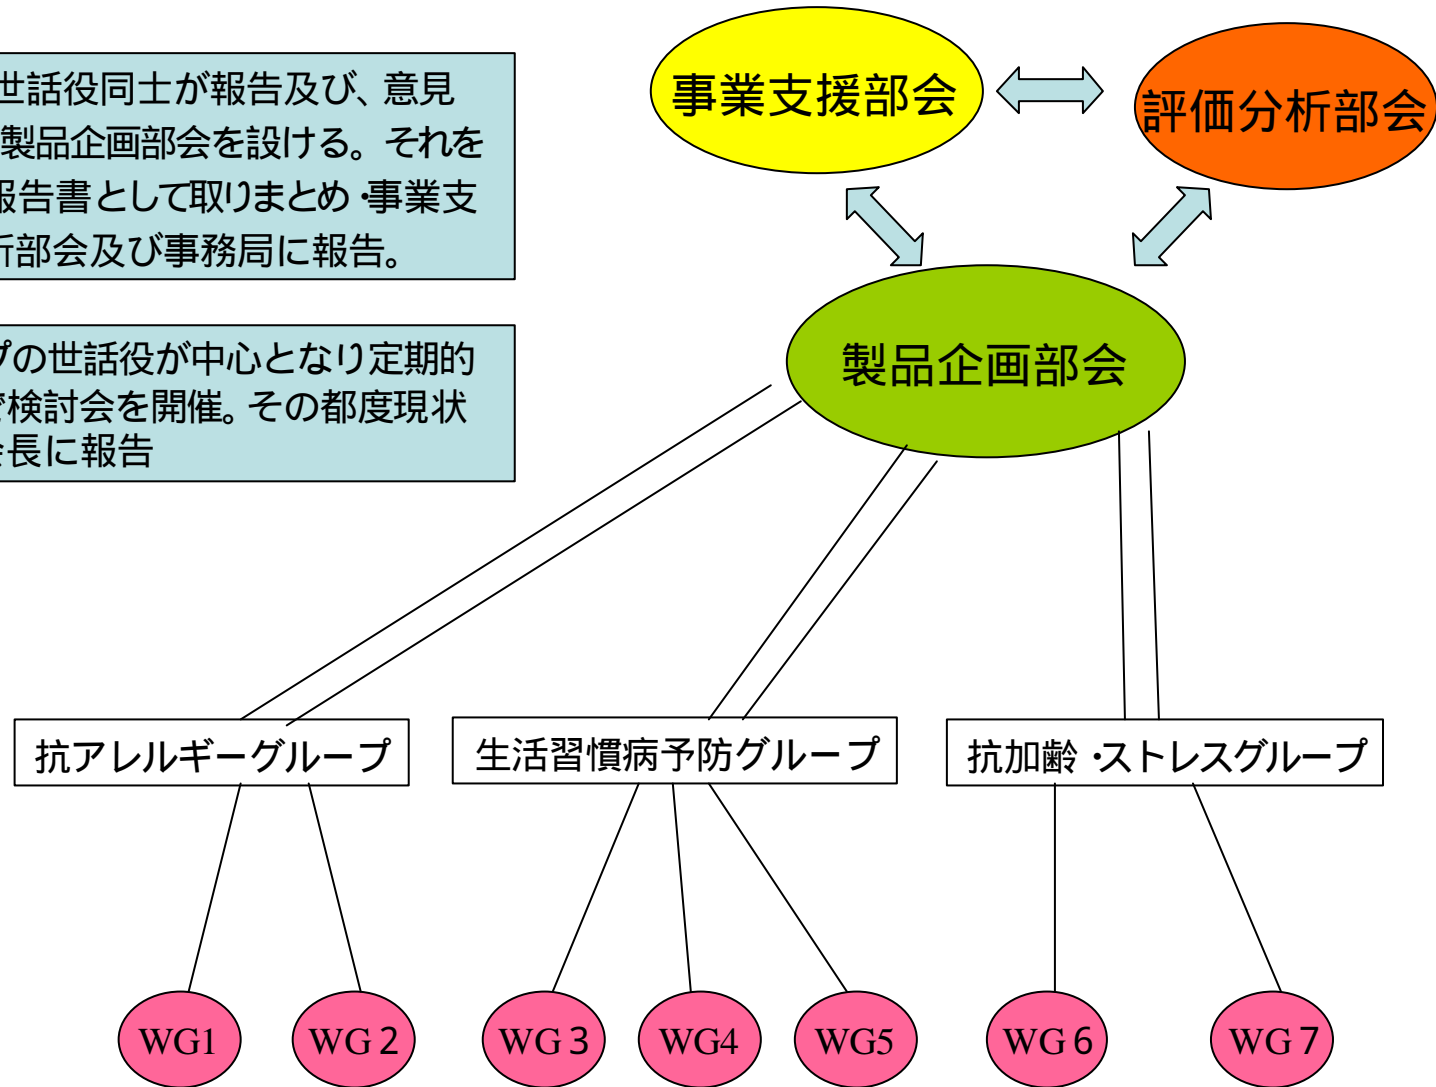 世話役同士が報告及び、意見
製品企画部会を設ける。それを
報告書として取りまとめ・事業支
部会及び事務局に報告。
プの世話役が中心となり定期的
検討会を開催。その都度現状
長に報告
事業支援部会
評価分析部会
製品企画部会
抗アレルギーグループ
生活習慣病予防グループ
抗加齢・ストレスグループ
WG1
WG２
WG３
WG4
WG5
WG６
WG７